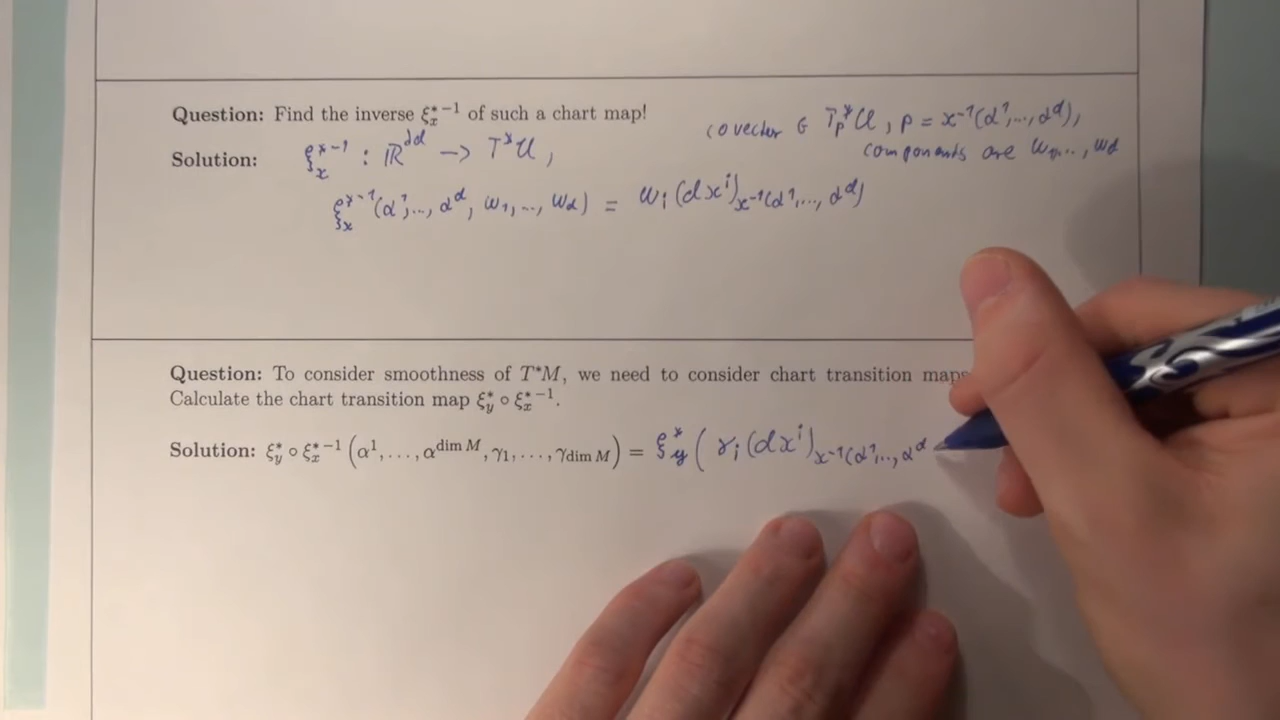 Question: Find the inverse ξ*ₓ⁻¹ of such a chart map!
covector ∈ Tₚ*U, p = x⁻¹(α¹,..., αᵈ),
components are ω₁,..., ωd
Solution: ξ*ₓ⁻¹ : ℝ²ᵈ → T*U,
ξ*ₓ⁻¹(α¹,..., αᵈ, ω₁,..., ωd) = ωᵢ(dxⁱ)ₓ⁻¹(α¹,..., αᵈ)
Question: To consider smoothness of T*M, we need to consider chart transition maps
Calculate the chart transition map ξ*y ∘ ξ*ₓ⁻¹.
Solution: ξ*y ∘ ξ*ₓ⁻¹ (α¹, ..., α^dim M, γ₁, ..., γ_dim M) = ξ*y ( γᵢ(dxⁱ)ₓ⁻¹(α¹,..., αᵈ